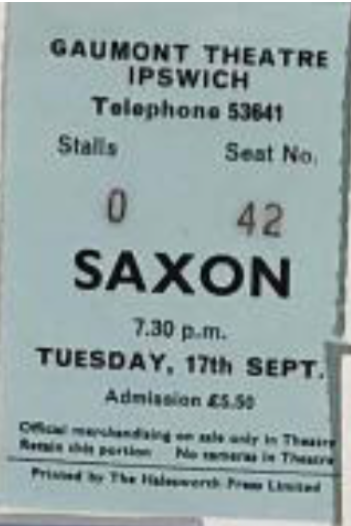 GAUMONT THEATRE
IPSWICH
Telephone 53641
Stalls Seat No.
O 42
SAXON
7.30 p.m.
TUESDAY, 17th SEPT.
Admission £5.50
Official merchandising on sale only in Theatre
Retain this portion No cameras in Theatre
Printed by The Halesworth Press Limited